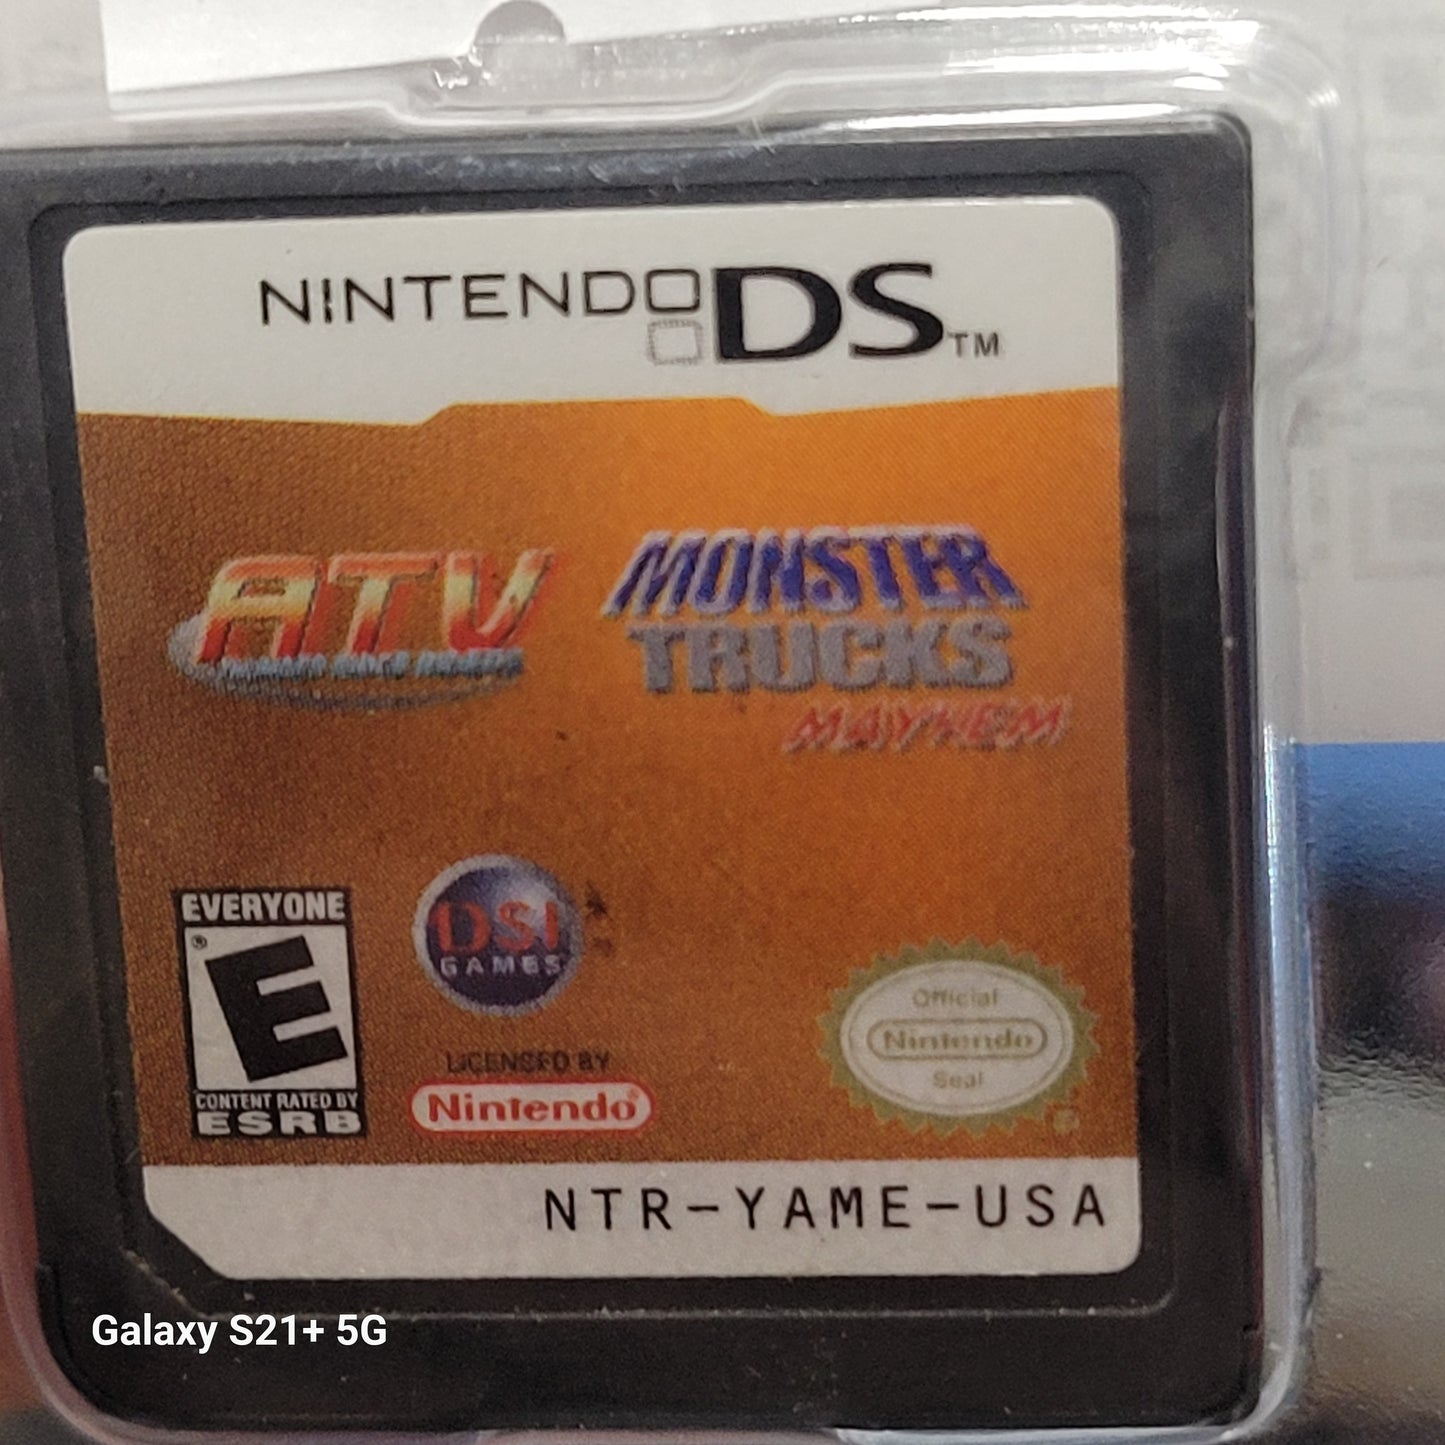 NINTENDO DS TM
ATV
MONSTER
TRUCKS
MAYHEM
EVERYONE
®
E
CONTENT RATED BY
ESRB
DSI
GAMES
LICENSED BY
Nintendo®
Official
Nintendo
Seal
NTR-YAME-USA
Galaxy S21+ 5G